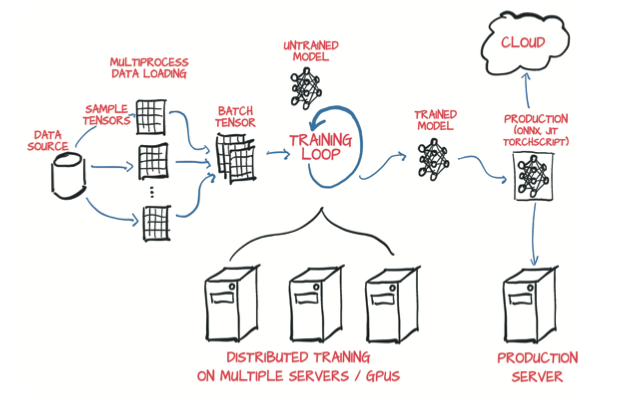 UNTRAINED
MODEL
CLOUD
MULTIPROCESS
DATA LOADING
SAMPLE
TENSORS
BATCH
TENSOR
TRAINED
MODEL
PRODUCTION
(ONNX, JIT
TORCHSCRIPT)
DATA
SOURCE
TRAINING
LOOP
DISTRIBUTED TRAINING
ON MULTIPLE SERVERS / GPUS
PRODUCTION
SERVER